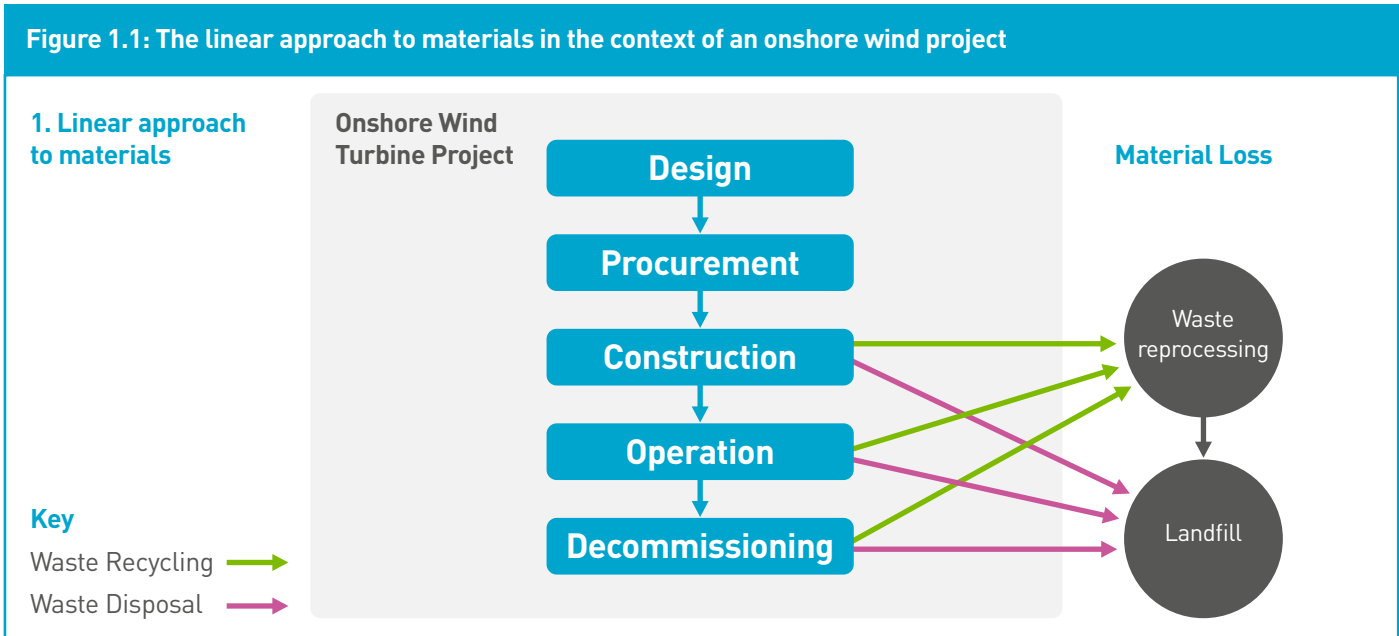 Figure 1.1: The linear approach to materials in the context of an onshore wind project
1. Linear approach
to materials
Onshore Wind
Turbine Project
Design
Procurement
Construction
Operation
Decommissioning
Material Loss
Waste
reprocessing
Landfill
Key
Waste Recycling
Waste Disposal